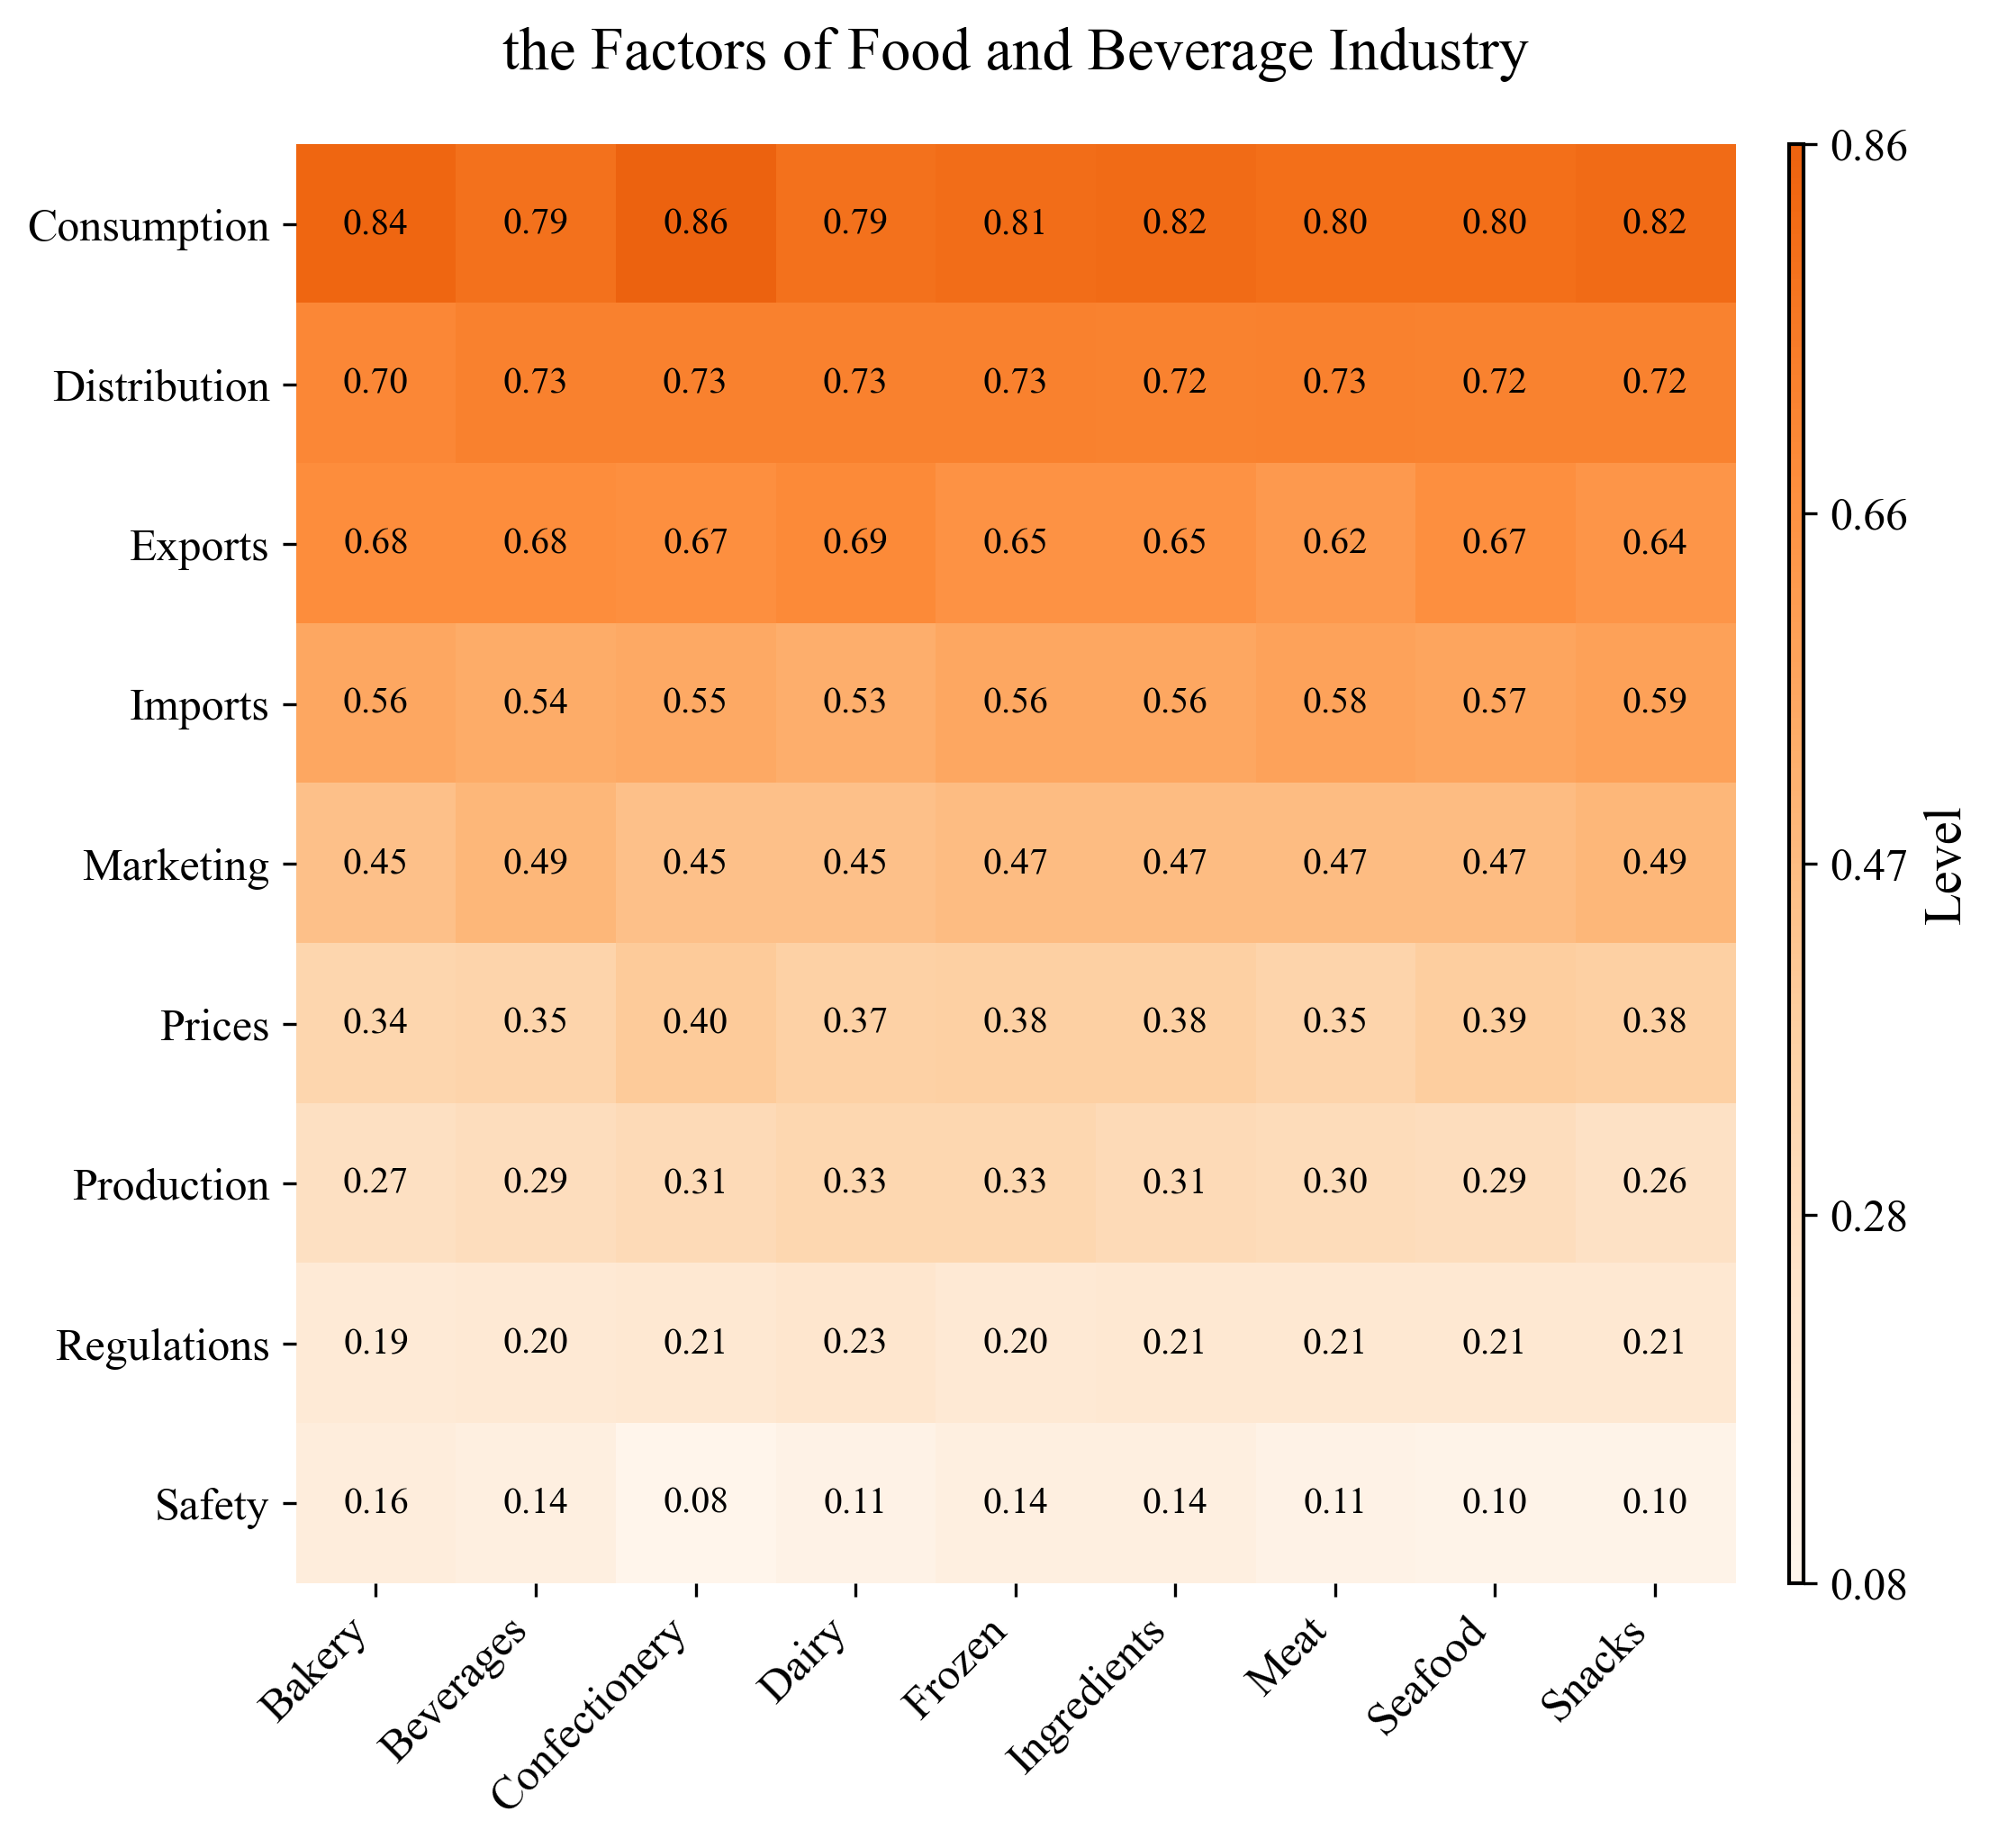 the Factors of Food and Beverage Industry
Consumption 0.84 0.79 0.86 0.79 0.81 0.82 0.80 0.80 0.82
Distribution 0.70 0.73 0.73 0.73 0.73 0.72 0.73 0.72 0.72
Exports 0.68 0.68 0.67 0.69 0.65 0.65 0.62 0.67 0.64
Imports 0.56 0.54 0.55 0.53 0.56 0.56 0.58 0.57 0.59
Marketing 0.45 0.49 0.45 0.45 0.47 0.47 0.47 0.47 0.49
Prices 0.34 0.35 0.40 0.37 0.38 0.38 0.35 0.39 0.38
Production 0.27 0.29 0.31 0.33 0.33 0.31 0.30 0.29 0.26
Regulations 0.19 0.20 0.21 0.23 0.20 0.21 0.21 0.21 0.21
Safety 0.16 0.14 0.08 0.11 0.14 0.14 0.11 0.10 0.10
Bakery
Beverages
Confectionery
Dairy
Frozen
Ingredients
Meat
Seafood
Snacks
0.86
0.66
0.47
0.28
0.08
Level